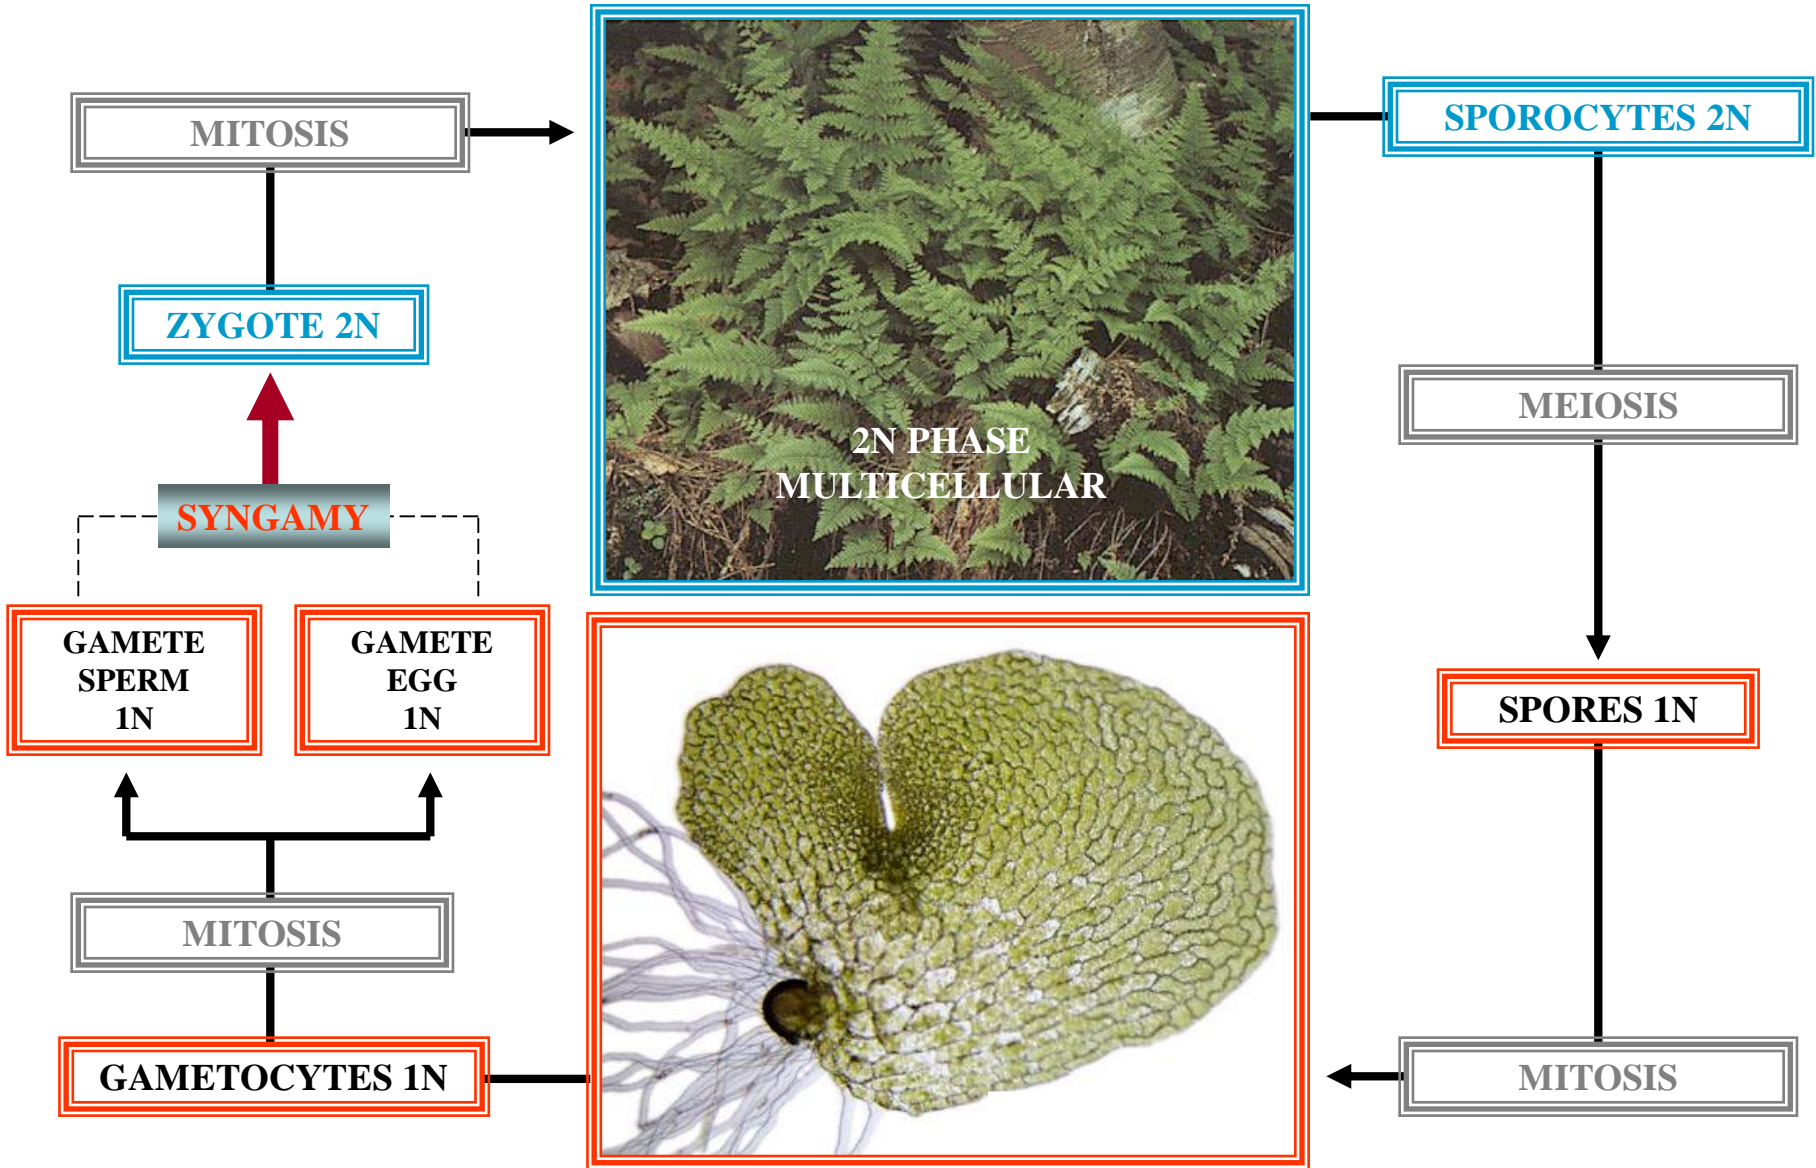 MITOSIS
SPOROCYTES 2N
ZYGOTE 2N
MEIOSIS
2N PHASE
MULTICELLULAR
SYNGAMY
GAMETE
SPERM
1N
GAMETE
EGG
1N
SPORES 1N
MITOSIS
GAMETOCYTES 1N
MITOSIS